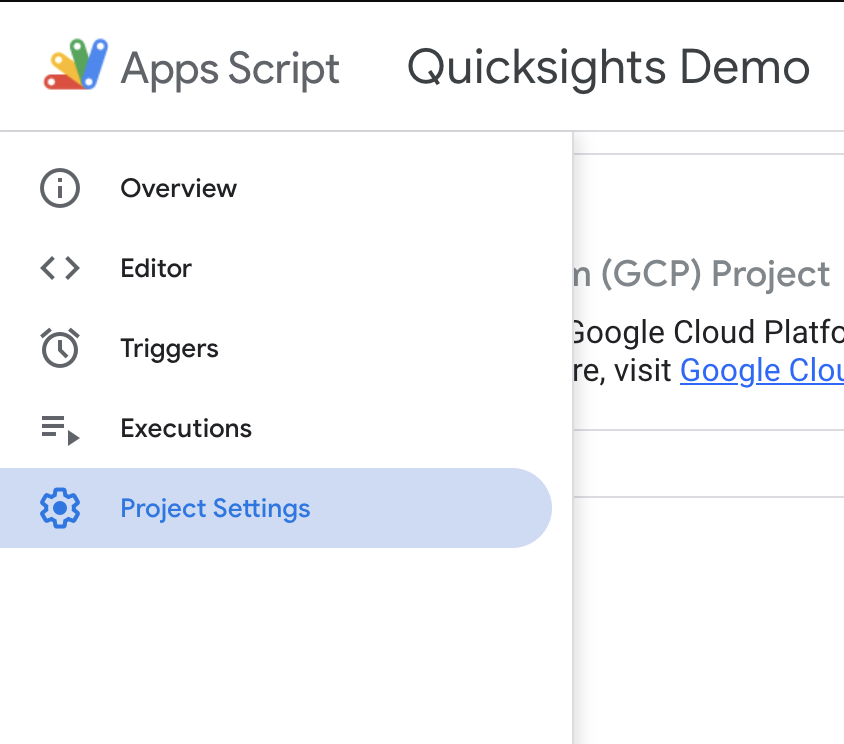 Apps Script Quicksights Demo
Overview
Editor
(GCP) Project
Triggers
Google Cloud Platfo
re, visit Google Clou
Executions
Project Settings